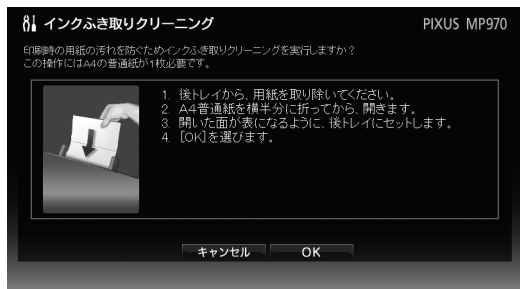 インクふき取りクリーニング
PIXUS MP970
印刷時の用紙の汚れを防ぐためインクふき取りクリーニングを実行しますか？
この操作にはA4の普通紙が1枚必要です。
1. 後トレイから、用紙を取り除いてください。
2. A4普通紙を横半分に折ってから、開きます。
3. 開いた面が表になるように、後トレイにセットします。
4. [OK]を選びます。
キャンセル
OK